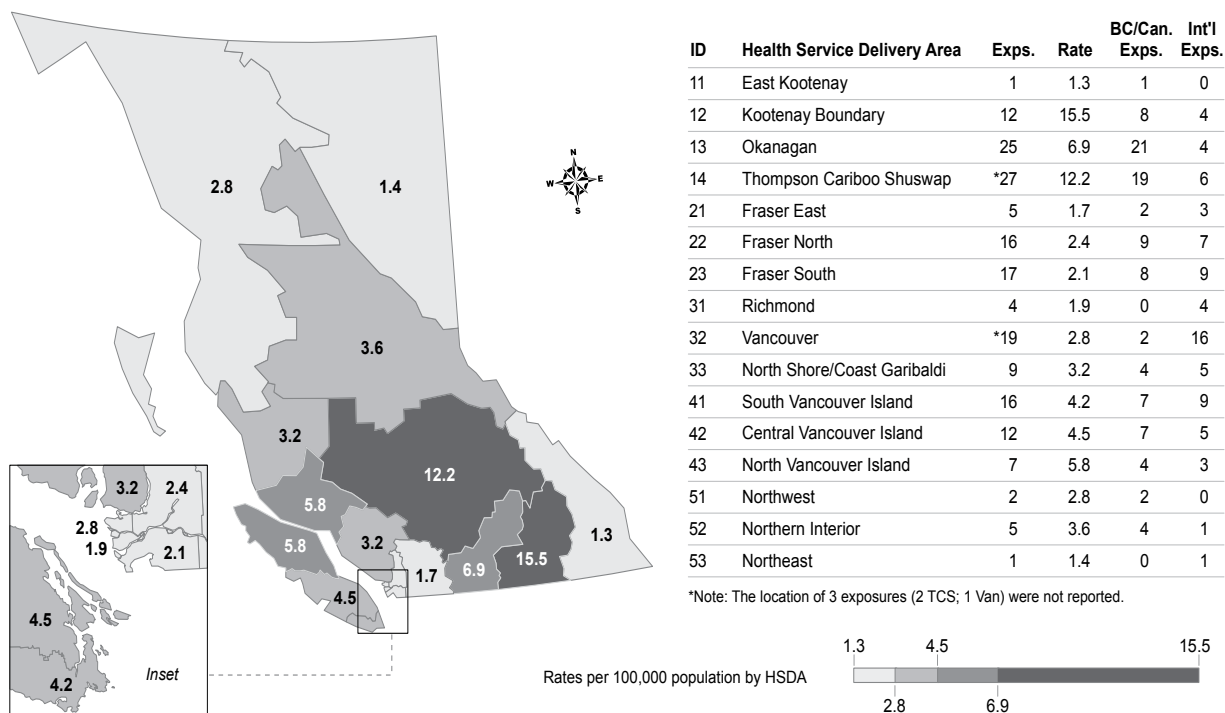 2.8
1.4
N
W E
S
3.6
3.2
12.2
5.8
5.8
3.2
1.3
15.5
6.9
1.7
4.5
3.2
2.4
2.8
1.9
2.1
4.5
4.2
Inset
ID Health Service Delivery Area Exps. Rate BC/Can. Exps. Int'l Exps.
11 East Kootenay 1 1.3 1 0
12 Kootenay Boundary 12 15.5 8 4
13 Okanagan 25 6.9 21 4
14 Thompson Cariboo Shuswap *27 12.2 19 6
21 Fraser East 5 1.7 2 3
22 Fraser North 16 2.4 9 7
23 Fraser South 17 2.1 8 9
31 Richmond 4 1.9 0 4
32 Vancouver *19 2.8 2 16
33 North Shore/Coast Garibaldi 9 3.2 4 5
41 South Vancouver Island 16 4.2 7 9
42 Central Vancouver Island 12 4.5 7 5
43 North Vancouver Island 7 5.8 4 3
51 Northwest 2 2.8 2 0
52 Northern Interior 5 3.6 4 1
53 Northeast 1 1.4 0 1
*Note: The location of 3 exposures (2 TCS; 1 Van) were not reported.
1.3 4.5 15.5
Rates per 100,000 population by HSDA
2.8 6.9